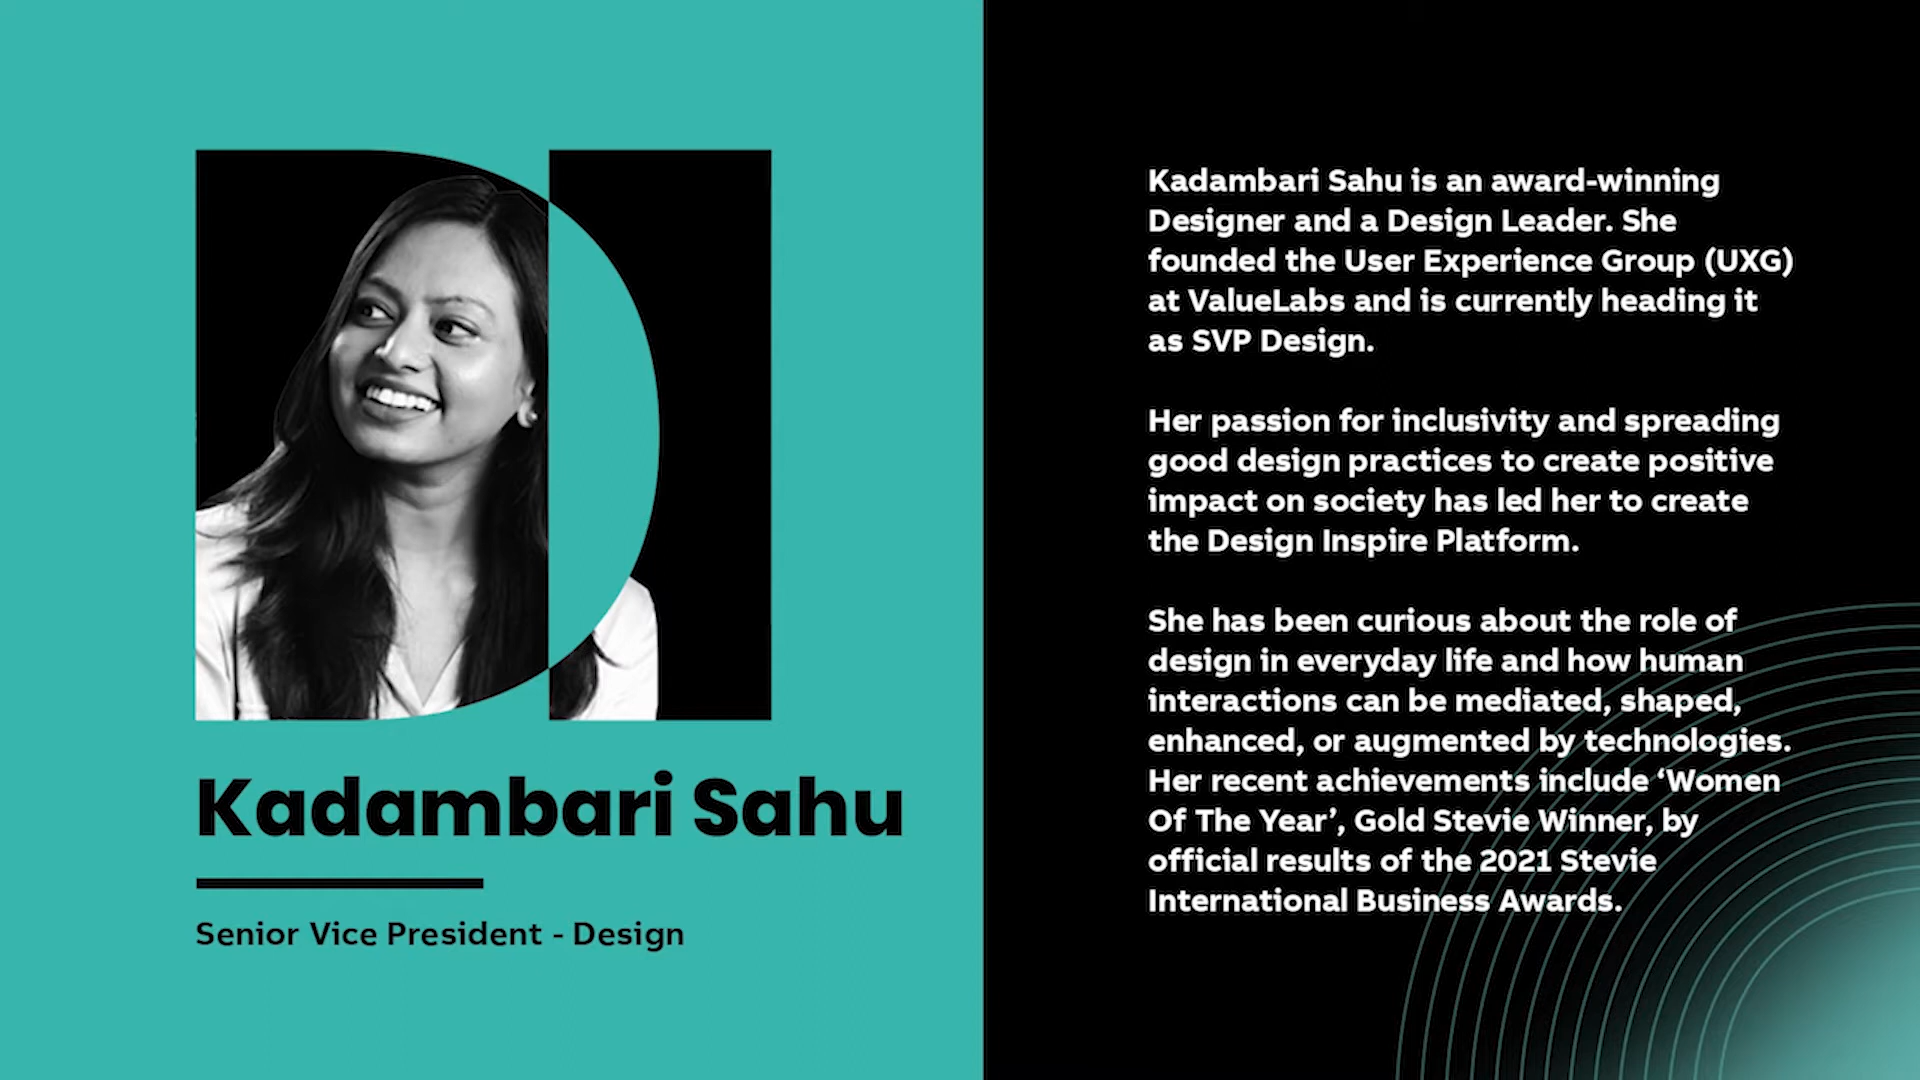 DI
Kadambari Sahu
Senior Vice President - Design
Kadambari Sahu is an award-winning
Designer and a Design Leader. She
founded the User Experience Group (UXG)
at ValueLabs and is currently heading it
as SVP Design.
Her passion for inclusivity and spreading
good design practices to create positive
impact on society has led her to create
the Design Inspire Platform.
She has been curious about the role of
design in everyday life and how human
interactions can be mediated, shaped,
enhanced, or augmented by technologies.
Her recent achievements include ‘Women
Of The Year’, Gold Stevie Winner, by
official results of the 2021 Stevie
International Business Awards.